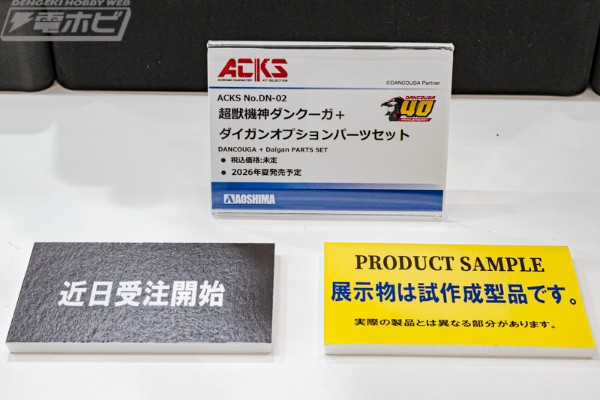 DENGEKI HOBBY WEB
電ホビ
ACKS
AOSHIMA CHARACTER KIT SELECTION
©DANCOUGA Partner
ACKS No.DN-02
超獣機神ダンクーガ+
ダイガンオプションパーツセット
DANCOUGA + Daigan PARTS SET
● 税込価格:未定
● 2026年夏発売予定
DANCOUGA
40
AOSHIMA
近日受注開始
PRODUCT SAMPLE
展示物は試作成型品です。
実際の製品とは異なる部分があります。